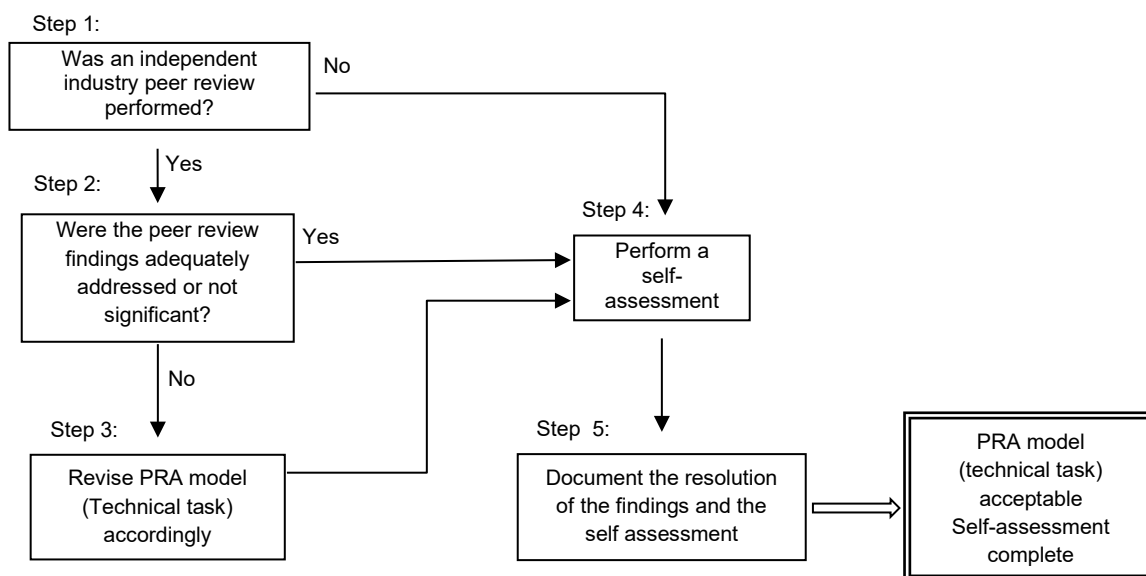 Step 1:
Was an independent
industry peer review
performed?
No
Yes
Step 2:
Were the peer review
findings adequately
addressed or not
significant?
Yes
Step 4:
Perform a
self-
assessment
No
Step 3:
Revise PRA model
(Technical task)
accordingly
Step 5:
Document the resolution
of the findings and the
self assessment
PRA model
(technical task)
acceptable
Self-assessment
complete